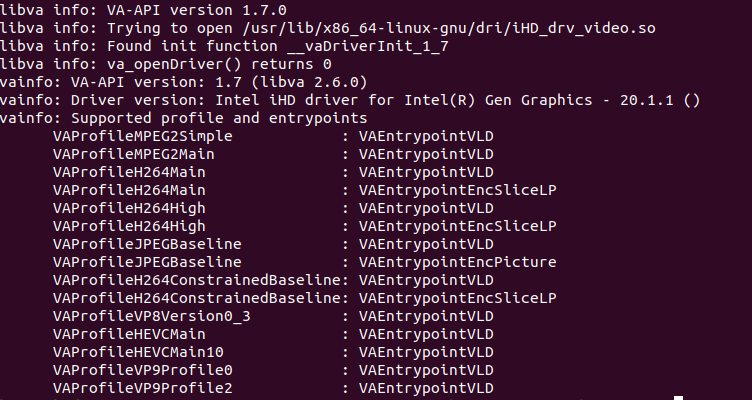 libva info: VA-API version 1.7.0
libva info: Trying to open /usr/lib/x86_64-linux-gnu/dri/iHD_drv_video.so
libva info: Found init function __vaDriverInit_1_7
libva info: va_openDriver() returns 0
vainfo: VA-API version: 1.7 (libva 2.6.0)
vainfo: Driver version: Intel iHD driver for Intel(R) Gen Graphics - 20.1.1 ()
vainfo: Supported profile and entrypoints
      VAProfileMPEG2Simple            : VAEntrypointVLD
      VAProfileMPEG2Main              : VAEntrypointVLD
      VAProfileH264Main               : VAEntrypointVLD
      VAProfileH264Main               : VAEntrypointEncSliceLP
      VAProfileH264High               : VAEntrypointVLD
      VAProfileH264High               : VAEntrypointEncSliceLP
      VAProfileJPEGBaseline           : VAEntrypointVLD
      VAProfileJPEGBaseline           : VAEntrypointEncPicture
      VAProfileH264ConstrainedBaseline: VAEntrypointVLD
      VAProfileH264ConstrainedBaseline: VAEntrypointEncSliceLP
      VAProfileVP8Version0_3          : VAEntrypointVLD
      VAProfileHEVCMain               : VAEntrypointVLD
      VAProfileHEVCMain10             : VAEntrypointVLD
      VAProfileVP9Profile0            : VAEntrypointVLD
      VAProfileVP9Profile2            : VAEntrypointVLD